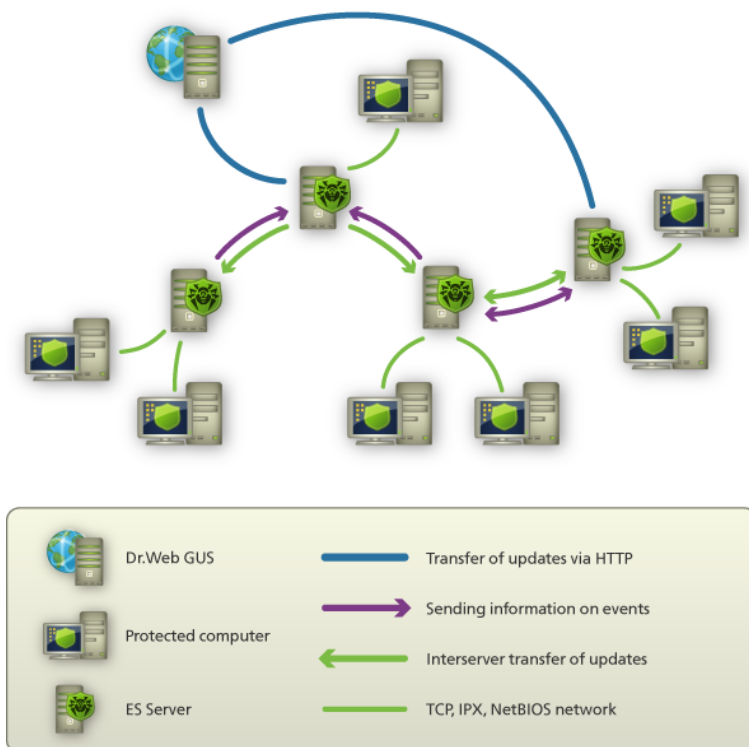 Dr.Web GUS
Transfer of updates via HTTP
Sending information on events
Protected computer
Interserver transfer of updates
ES Server
TCP, IPX, NetBIOS network